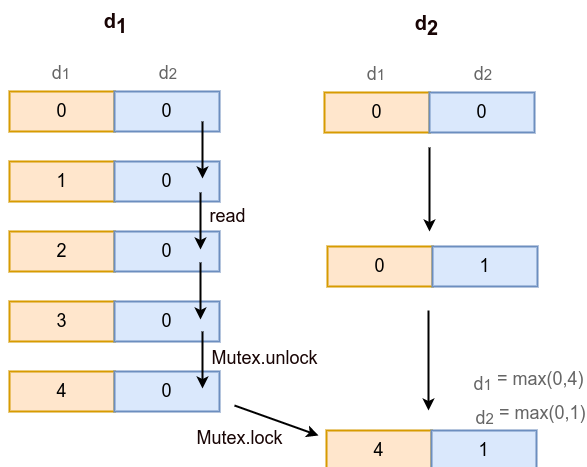 d1 d2
d1 d2 d1 d2
0 0 0 0
1 0
read
2 0 0 1
3 0
Mutex.unlock
4 0 d1 = max(0,4)
d2 = max(0,1)
Mutex.lock
4 1